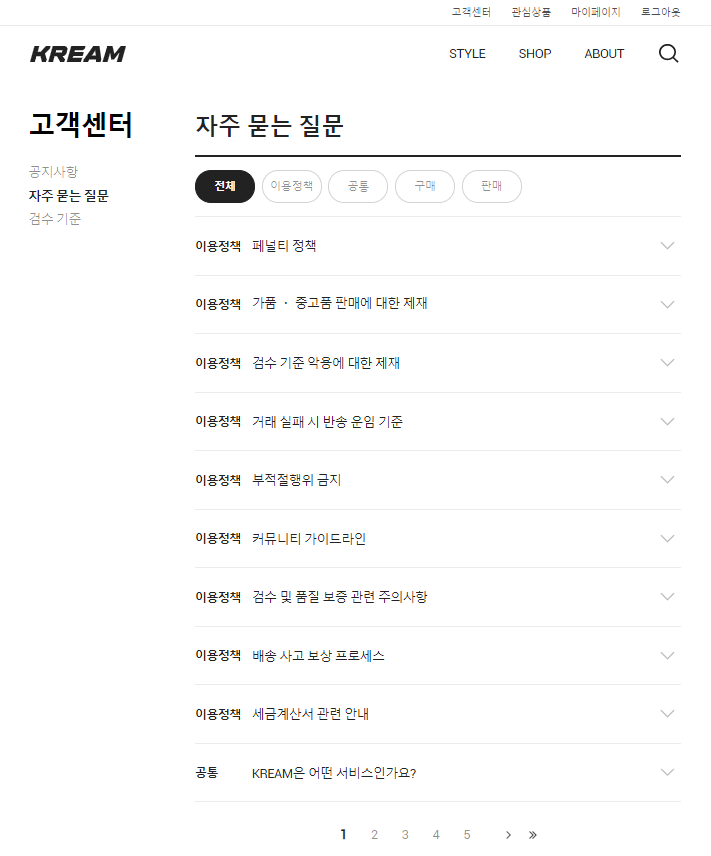 고객센터 관심상품 마이페이지 로그아웃
KREAM STYLE SHOP ABOUT
고객센터
공지사항
자주 묻는 질문
검수 기준
자주 묻는 질문
전체 이용정책 공통 구매 판매
이용정책 페널티 정책
이용정책 가품 · 중고품 판매에 대한 제재
이용정책 검수 기준 악용에 대한 제재
이용정책 거래 실패 시 반송 운임 기준
이용정책 부적절행위 금지
이용정책 커뮤니티 가이드라인
이용정책 검수 및 품질 보증 관련 주의사항
이용정책 배송 사고 보상 프로세스
이용정책 세금계산서 관련 안내
공통 KREAM은 어떤 서비스인가요?
1 2 3 4 5